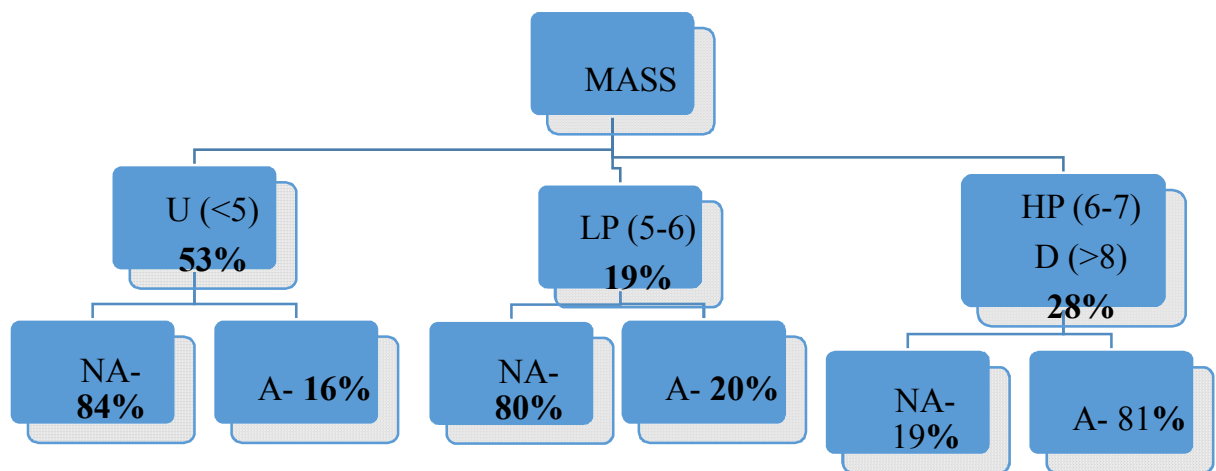 MASS
U (<5)
53%
LP (5-6)
19%
HP (6-7)
D (>8)
28%
NA-
84%
A- 16%
NA-
80%
A- 20%
NA-
19%
A- 81%